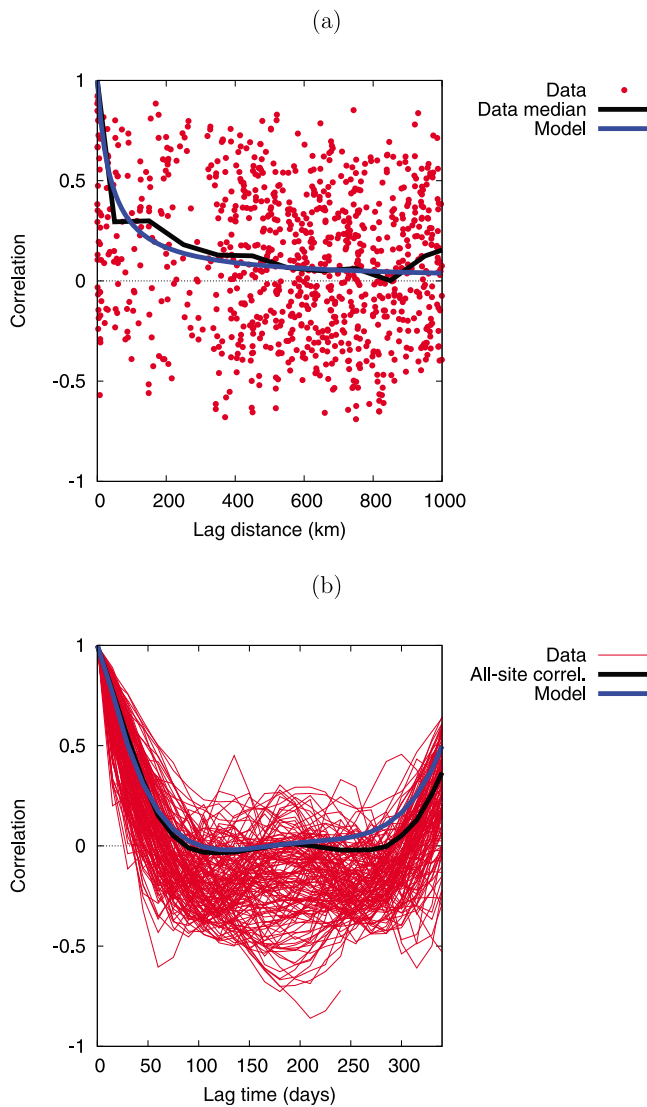 (a)
1
0.5
0
-0.5
-1
Correlation
0 200 400 600 800 1000
Lag distance (km)
Data
Data median
Model
(b)
1
0.5
0
-0.5
-1
Correlation
0 50 100 150 200 250 300
Lag time (days)
Data
All-site correl.
Model